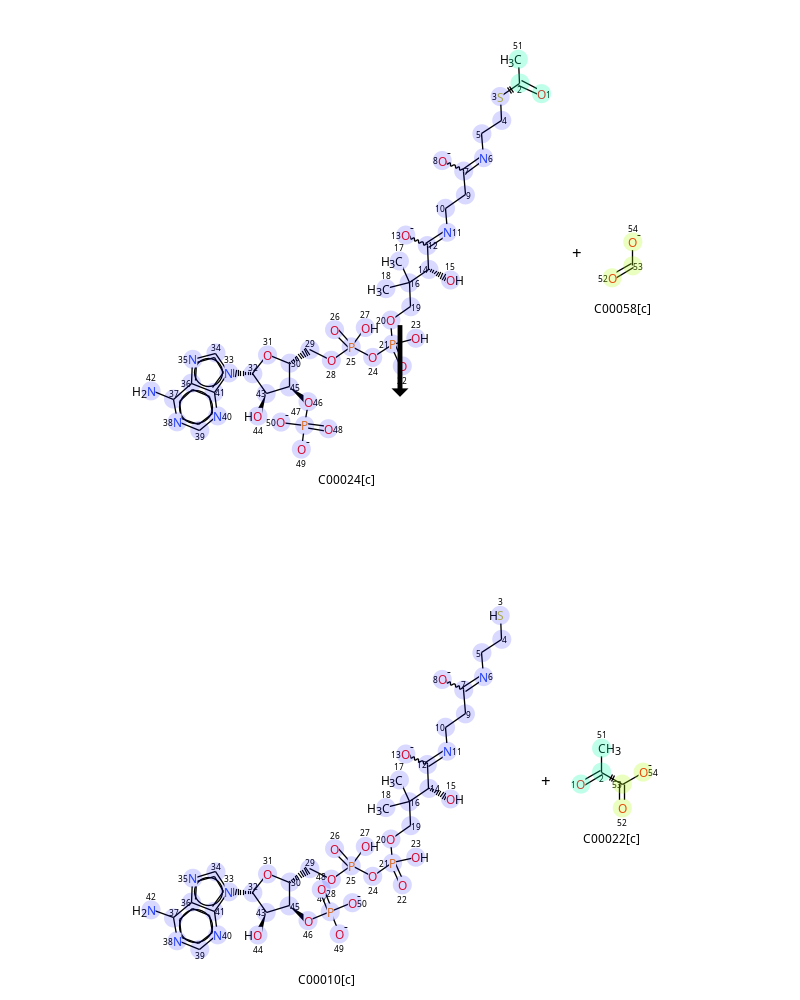 51
H3C
3S 2 O1
4
5
8O- 7 N6
9
10
N11
13O- 12
17
H3C 14 15
18 OH
H3C 16
19
54
O-
+
53
52O
C00058[c]
20O
26 27 23
O OH 21P OH
31 29 O
O 30 P O 25 24 O
28
34
35N 33
N 32
36 41
42
H2N 37
43 45
O46
38N N40
39
HO
44
47
50O- P O48
O-
49
C00024[c]
3
HS
4
5
8O- 7 N6
9
10
N11
13O- 12
17
H3C 14 15
18 OH
H3C 16
19
51
CH3
+
2 O-54
1O 53
O
52
C00022[c]
20O
26 27 23
O OH 21P OH
31 29
O 30 48 O P O O
28 25 24 22
34
35N 33
N 32
36 41
42
H2N 37
43 45
O P O-50
38N N40
39
HO
44
O
46
O-
49
C00010[c]